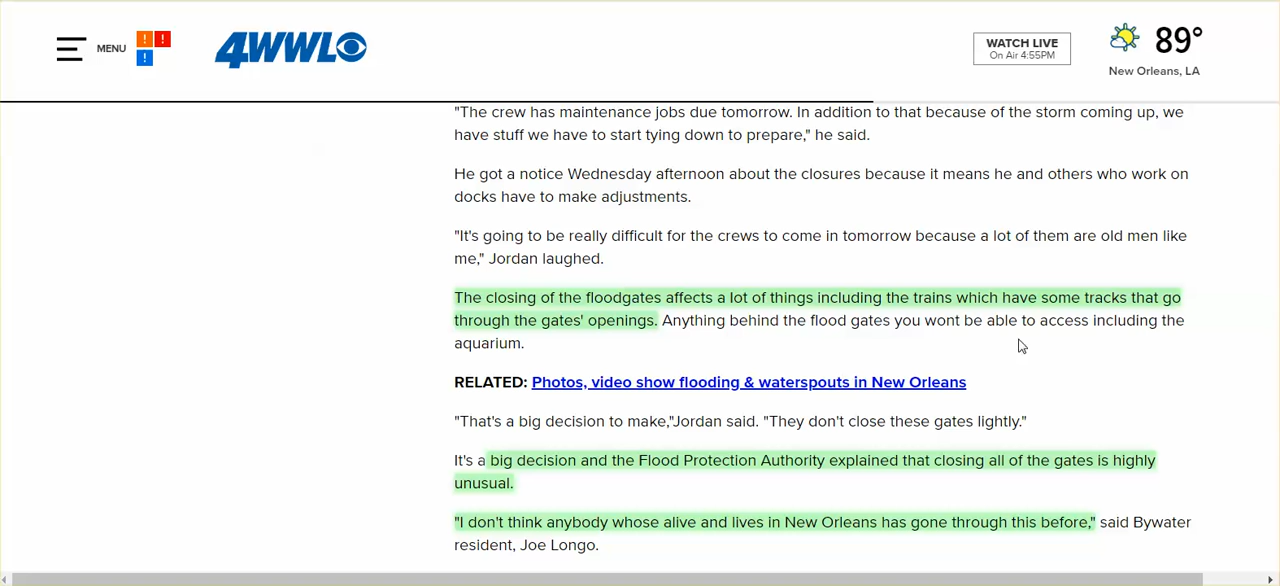 MENU
! !
!
4WWL
WATCH LIVE
On Air 4:55PM
89°
New Orleans, LA
"The crew has maintenance jobs due tomorrow. In addition to that because of the storm coming up, we
have stuff we have to start tying down to prepare," he said.
He got a notice Wednesday afternoon about the closures because it means he and others who work on
docks have to make adjustments.
"It's going to be really difficult for the crews to come in tomorrow because a lot of them are old men like
me," Jordan laughed.
The closing of the floodgates affects a lot of things including the trains which have some tracks that go
through the gates' openings. Anything behind the flood gates you wont be able to access including the
aquarium.
RELATED: Photos, video show flooding & waterspouts in New Orleans
"That's a big decision to make,"Jordan said. "They don't close these gates lightly."
It's a big decision and the Flood Protection Authority explained that closing all of the gates is highly
unusual.
"I don't think anybody whose alive and lives in New Orleans has gone through this before," said Bywater
resident, Joe Longo.